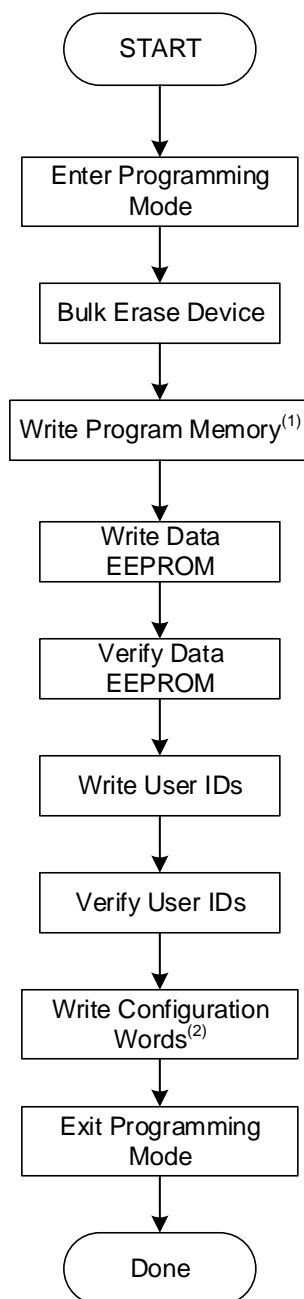 START
Enter Programming
Mode
Bulk Erase Device
Write Program Memory(1)
Write Data
EEPROM
Verify Data
EEPROM
Write User IDs
Verify User IDs
Write Configuration
Words(2)
Exit Programming
Mode
Done